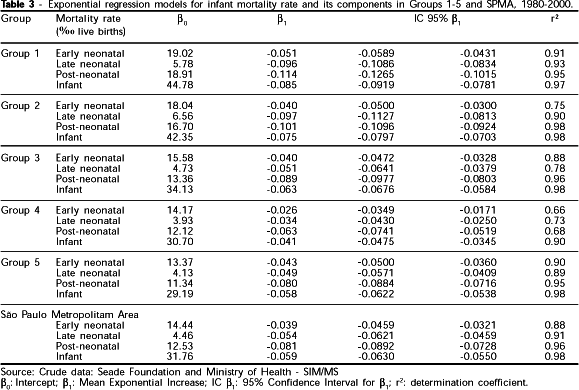 Table 3 - Exponential regression models for infant mortality rate and its components in Groups 1-5 and SPMA, 1980-2000.
Group Mortality rate β0 β1 IC 95% β1 r²
(‰ live births)
Group 1 Early neonatal 19.02 -0.051 -0.0589 -0.0431 0.91
Late neonatal 5.78 -0.096 -0.1086 -0.0834 0.93
Post-neonatal 18.91 -0.114 -0.1265 -0.1015 0.95
Infant 44.78 -0.085 -0.0919 -0.0781 0.97
Group 2 Early neonatal 18.04 -0.040 -0.0500 -0.0300 0.75
Late neonatal 6.56 -0.097 -0.1127 -0.0813 0.90
Post-neonatal 16.70 -0.101 -0.1096 -0.0924 0.98
Infant 42.35 -0.075 -0.0797 -0.0703 0.98
Group 3 Early neonatal 15.58 -0.040 -0.0472 -0.0328 0.88
Late neonatal 4.73 -0.051 -0.0641 -0.0379 0.78
Post-neonatal 13.36 -0.089 -0.0977 -0.0803 0.96
Infant 34.13 -0.063 -0.0676 -0.0584 0.98
Group 4 Early neonatal 14.17 -0.026 -0.0349 -0.0171 0.66
Late neonatal 3.93 -0.034 -0.0430 -0.0250 0.73
Post-neonatal 12.12 -0.063 -0.0741 -0.0519 0.68
Infant 30.70 -0.041 -0.0475 -0.0345 0.90
Group 5 Early neonatal 13.37 -0.043 -0.0500 -0.0360 0.90
Late neonatal 4.13 -0.049 -0.0571 -0.0409 0.89
Post-neonatal 11.34 -0.080 -0.0884 -0.0716 0.95
Infant 29.19 -0.058 -0.0622 -0.0538 0.98
São Paulo Metropolitam Area
Early neonatal 14.44 -0.039 -0.0459 -0.0321 0.88
Late neonatal 4.46 -0.054 -0.0621 -0.0459 0.91
Post-neonatal 12.53 -0.081 -0.0892 -0.0728 0.96
Infant 31.76 -0.059 -0.0630 -0.0550 0.98
Source: Crude data: Seade Foundation and Ministry of Health - SIM/MS
β0: Intercept; β1: Mean Exponential Increase; IC β1: 95% Confidence Interval for β1; r²: determination coefficient.